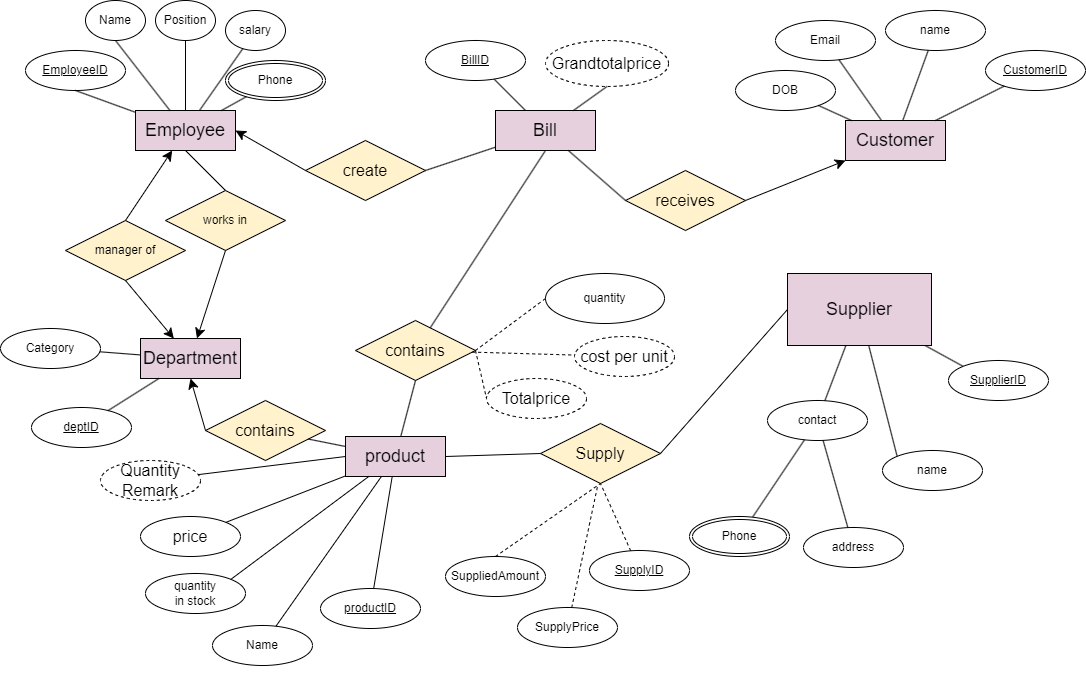 Name
Position
salary
EmployeeID
Phone
Employee
BillID
Grandtotalprice
Bill
Email
name
DOB
CustomerID
Customer
create
receives
manager of
works in
Category
Department
deptID
contains
contains
quantity
cost per unit
Totalprice
Supplier
SupplierID
contact
name
Phone
address
product
Supply
Quantity
Remark
price
quantity
in stock
Name
productID
SuppliedAmount
SupplyID
SupplyPrice